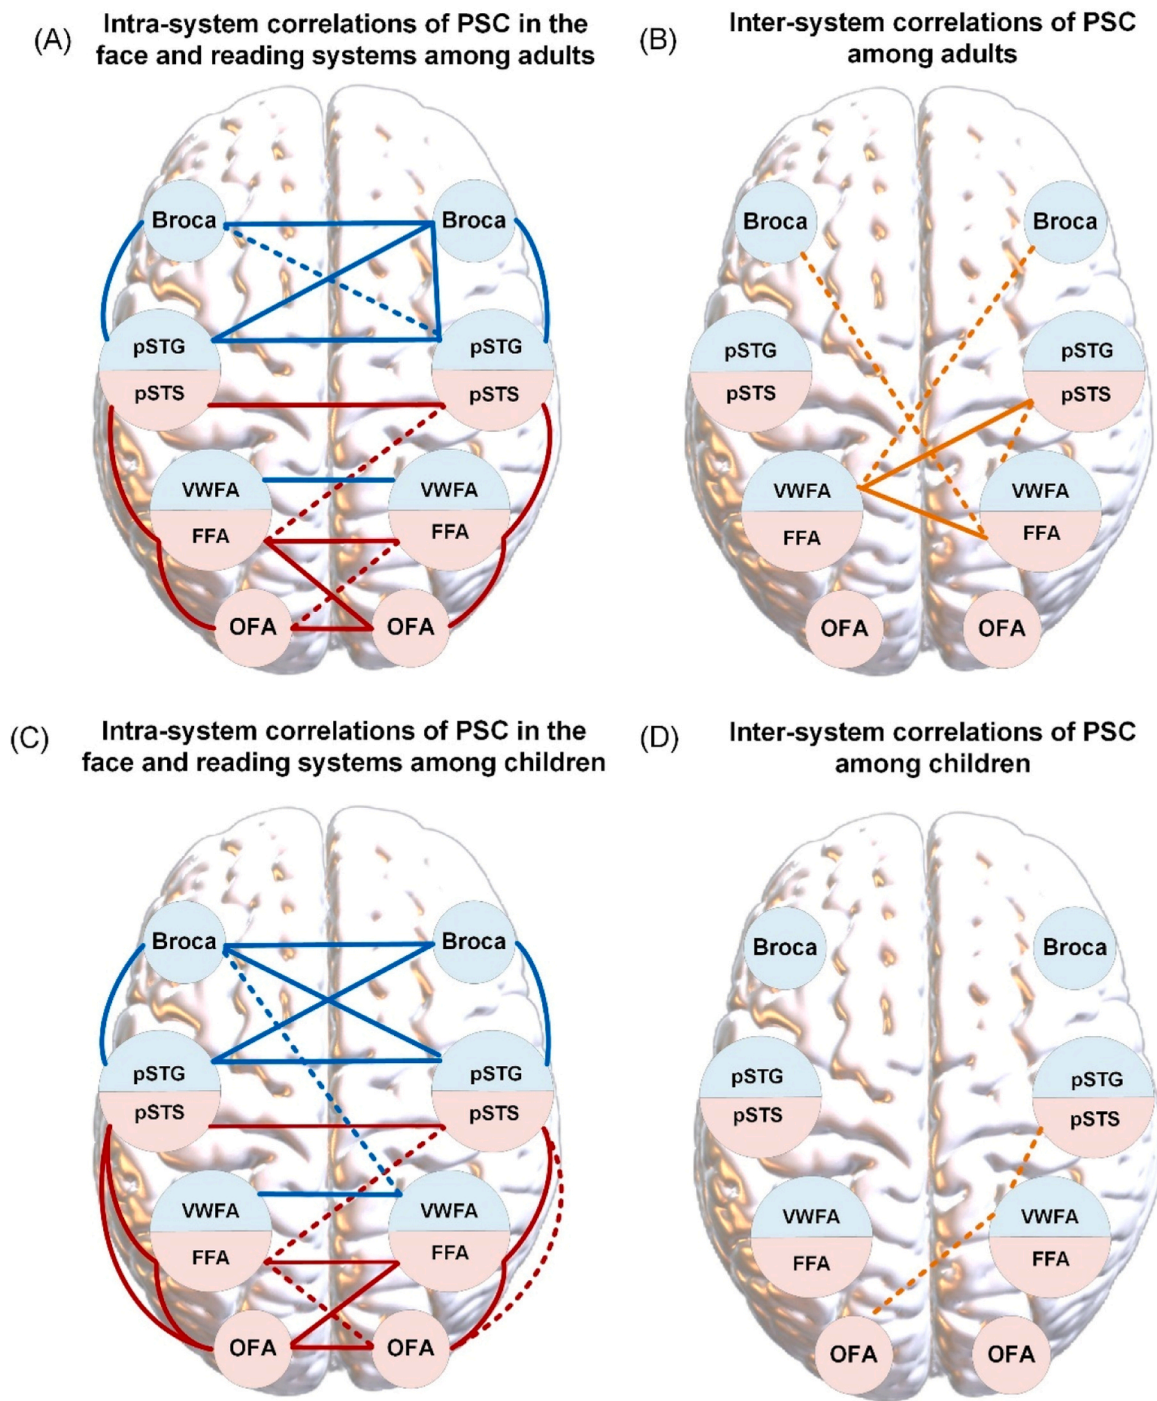 (A) Intra-system correlations of PSC in the
face and reading systems among adults
Broca Broca
pSTG pSTG
pSTS pSTS
VWFA VWFA
FFA FFA
OFA OFA
(B) Inter-system correlations of PSC
among adults
Broca Broca
pSTG pSTG
pSTS pSTS
VWFA VWFA
FFA FFA
OFA OFA
(C) Intra-system correlations of PSC in the
face and reading systems among children
Broca Broca
pSTG pSTG
pSTS pSTS
VWFA VWFA
FFA FFA
OFA OFA
(D) Inter-system correlations of PSC
among children
Broca Broca
pSTG pSTG
pSTS pSTS
VWFA VWFA
FFA FFA
OFA OFA